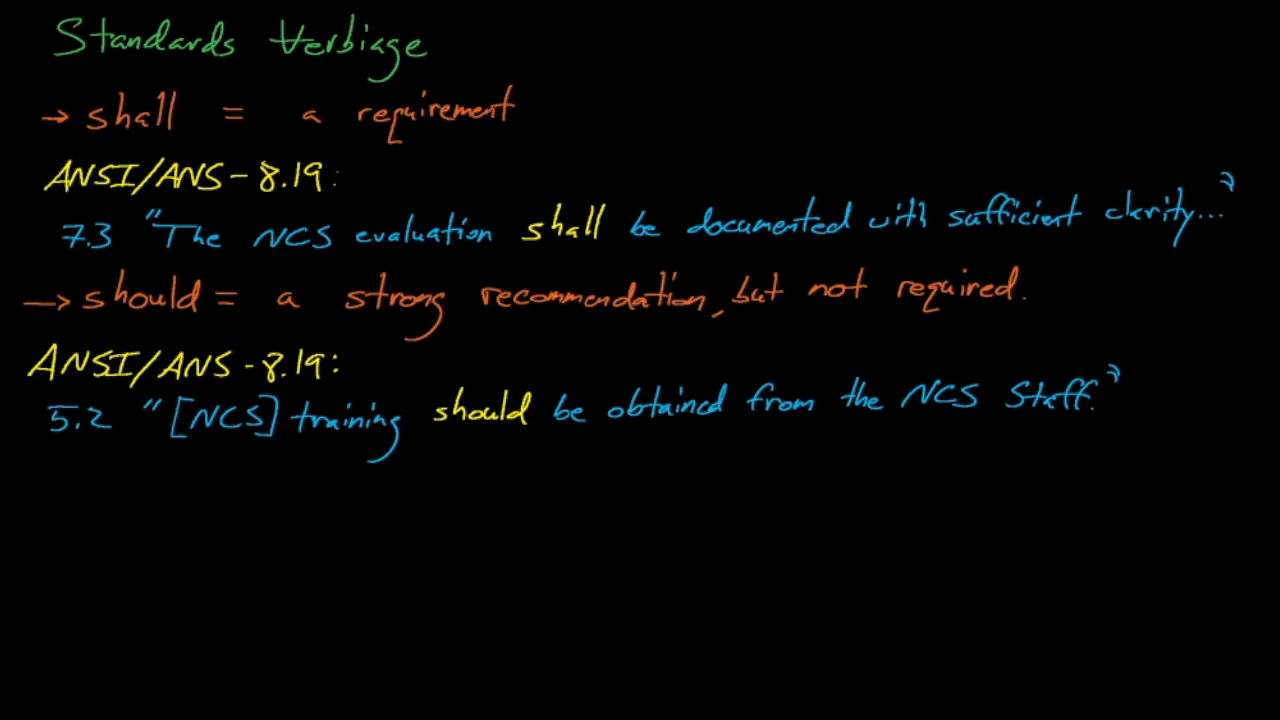 Standards Verbiage
→ shall = a requirement
ANSI/ANS-8.19:
7.3 "The NCS evaluation shall be documented with sufficient clarity..."
→ should = a strong recommendation, but not required.
ANSI/ANS-8.19:
5.2 "[NCS] training should be obtained from the NCS Staff."